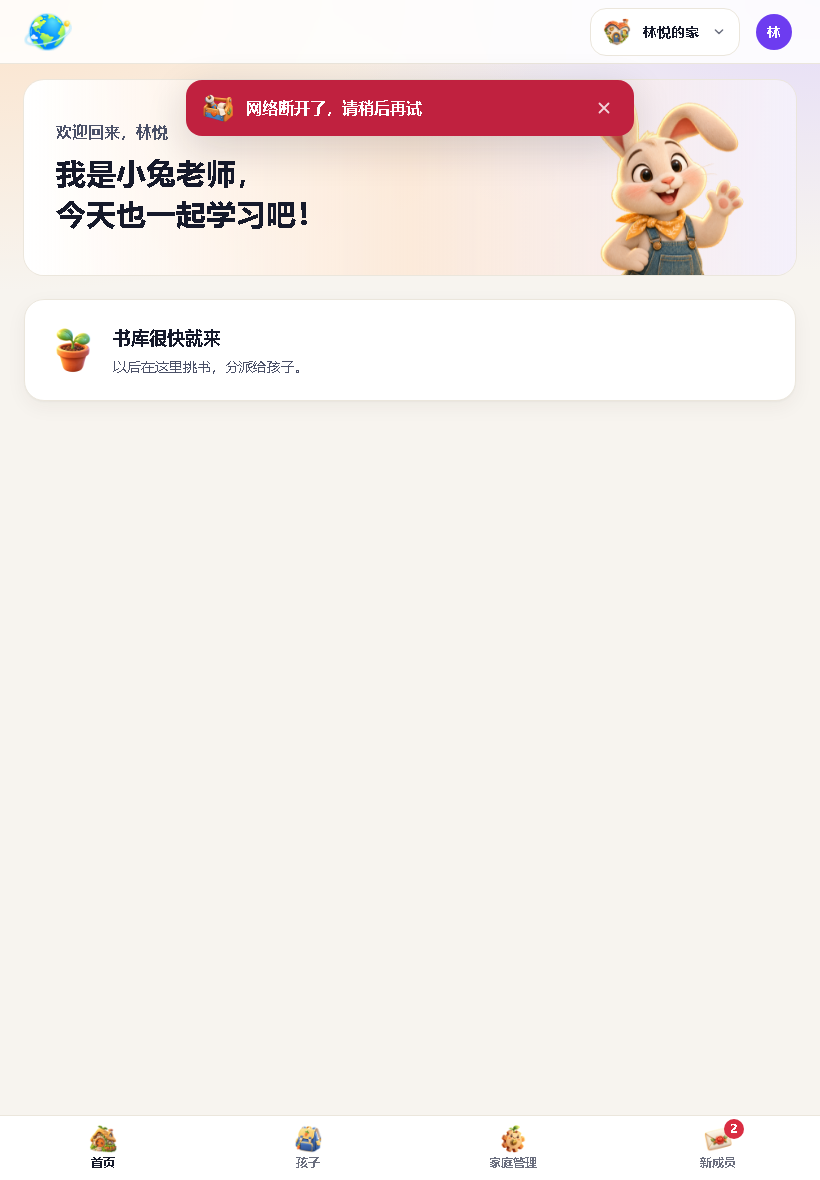 林悦的家
林
网络断开了，请稍后再试
欢迎回来，林悦
我是小兔老师，
今天也一起学习吧！
书库很快就来
以后在这里挑书，分派给孩子。
首页
孩子
家庭管理
2
新成员